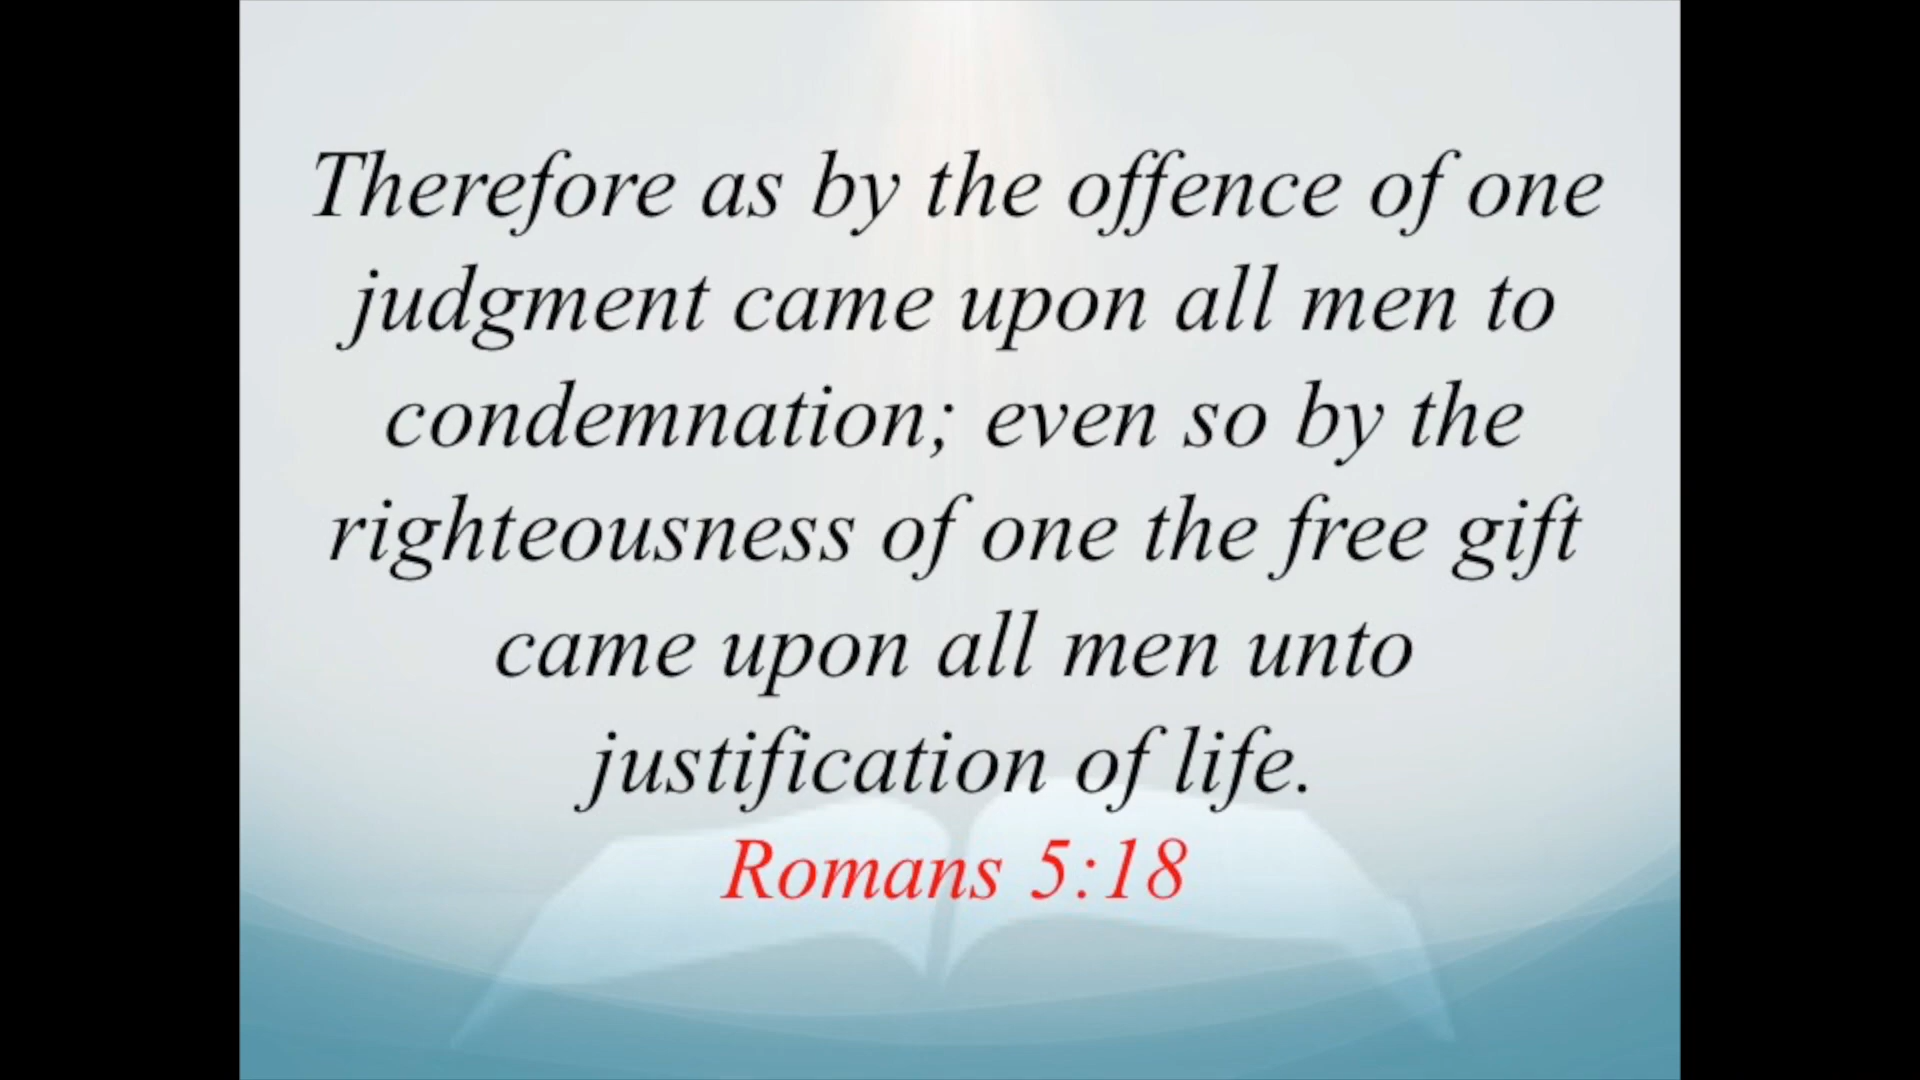 Therefore as by the offence of one
judgment came upon all men to
condemnation; even so by the
righteousness of one the free gift
came upon all men unto
justification of life.
Romans 5:18